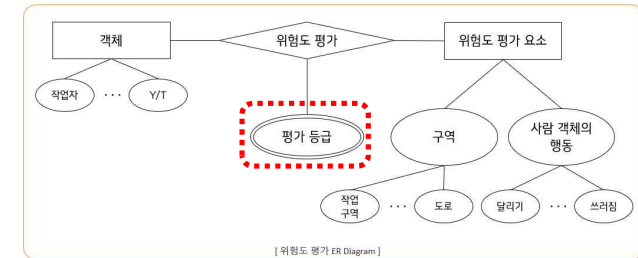 객체
위험도 평가
위험도 평가 요소
작업자
· · ·
Y/T
평가 등급
구역
사람 객체의
행동
작업
구역
· · ·
도로
달리기
· · ·
쓰러짐
[ 위험도 평가 ER Diagram ]